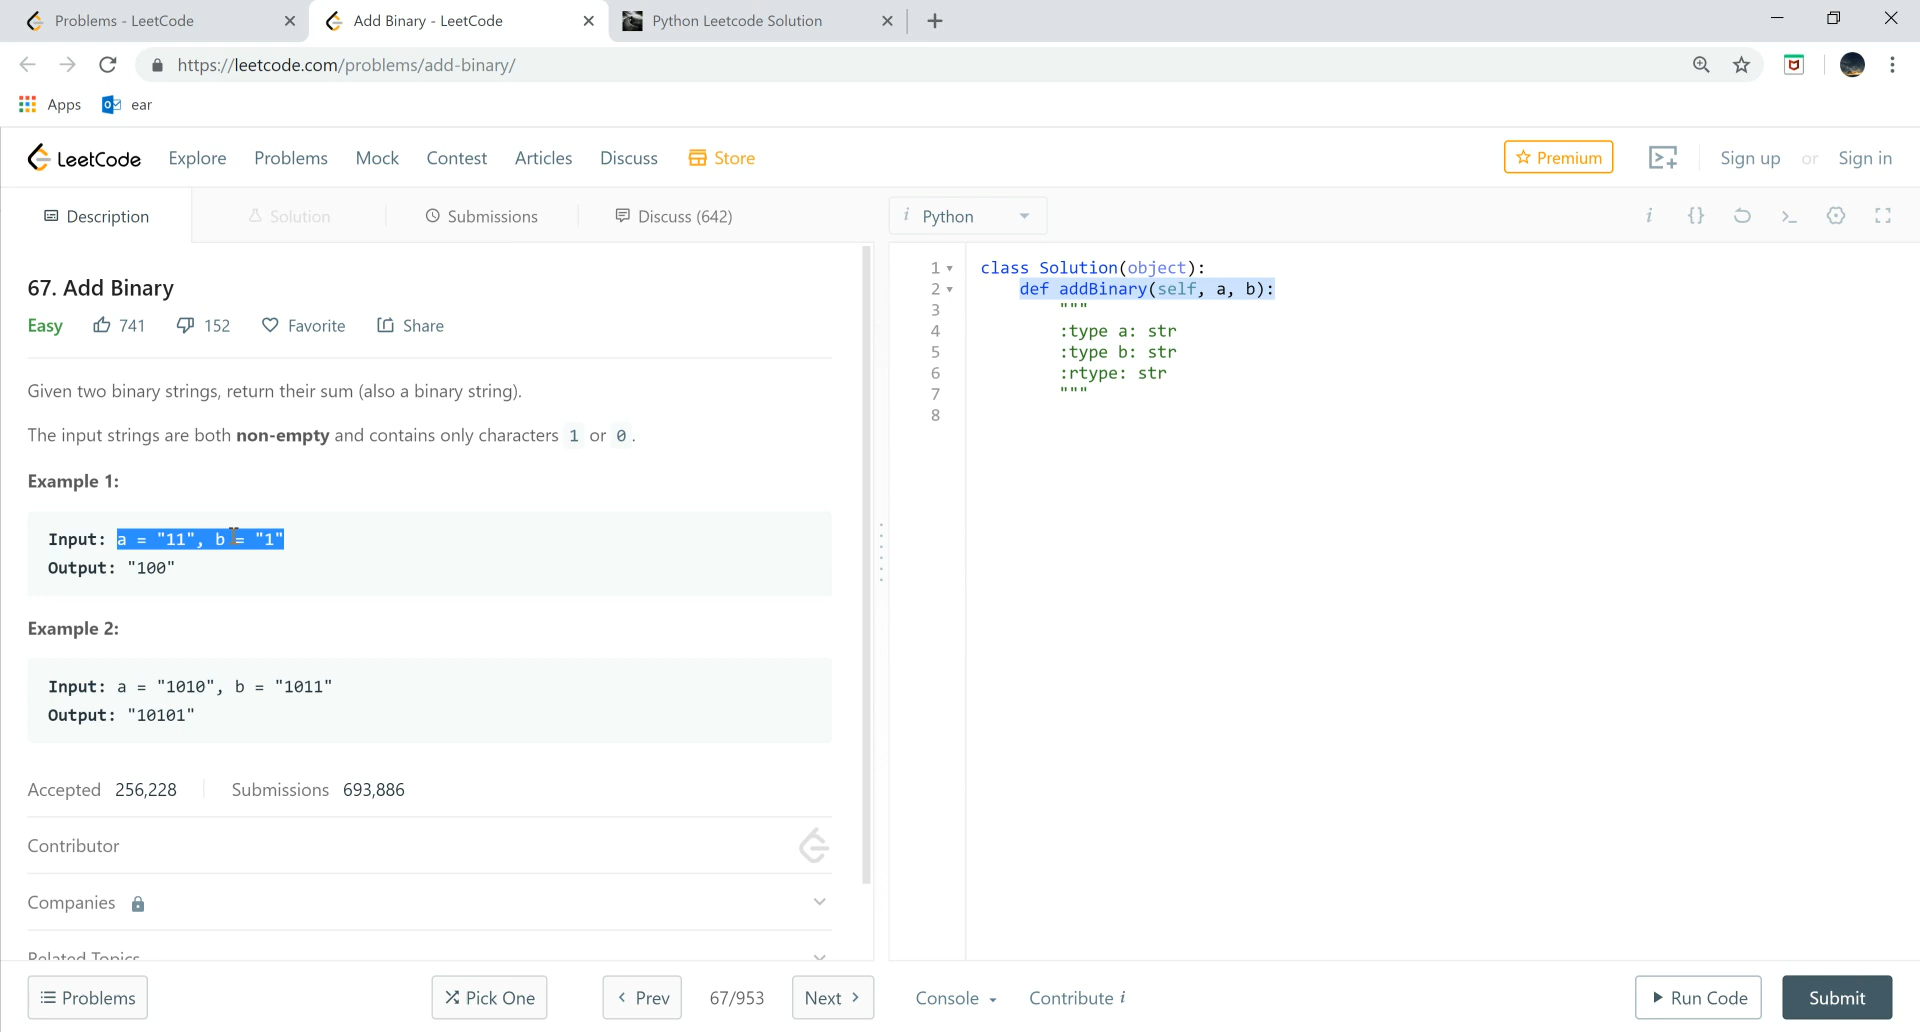 Problems - LeetCode
Add Binary - LeetCode
Python Leetcode Solution
https://leetcode.com/problems/add-binary/
Apps
ear
LeetCode
Explore
Problems
Mock
Contest
Articles
Discuss
Store
Premium
Sign up or Sign in
Description
Solution
Submissions
Discuss (642)
i Python
67. Add Binary
Easy
741
152
Favorite
Share
Given two binary strings, return their sum (also a binary string).
The input strings are both non-empty and contains only characters 1 or 0.
Example 1:
Input: a = "11", b = "1"
Output: "100"
Example 2:
Input: a = "1010", b = "1011"
Output: "10101"
Accepted 256,228
Submissions 693,886
Contributor
Companies
Related Topics
1 class Solution(object):
2 def addBinary(self, a, b):
3 """
4 :type a: str
5 :type b: str
6 :rtype: str
7 """
8
Problems
Pick One
Prev
67/953
Next
Console
Contribute i
Run Code
Submit